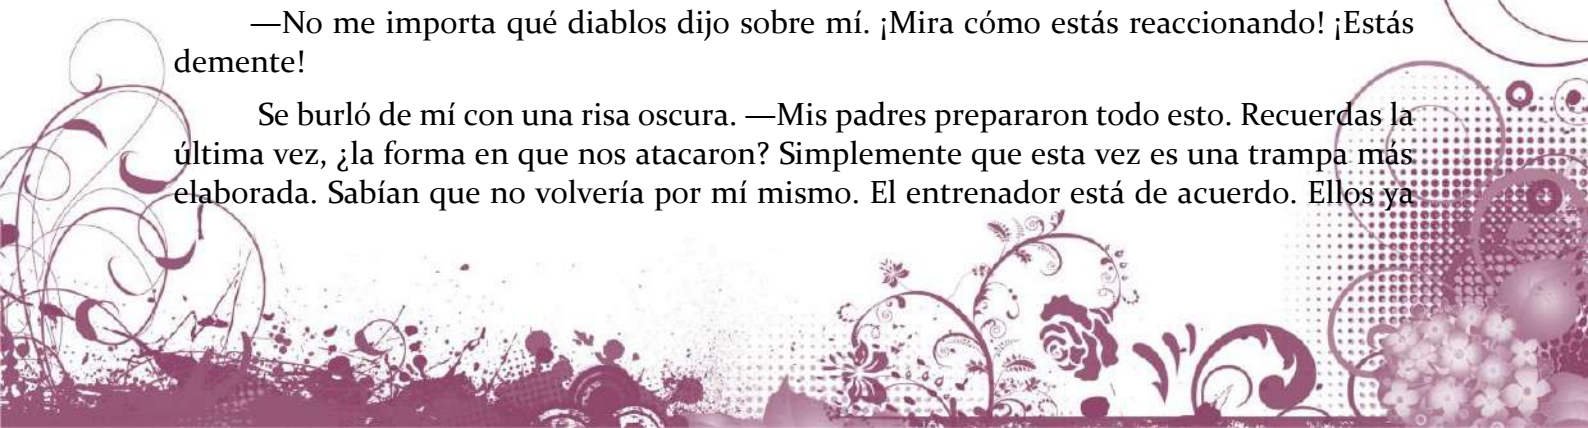 —No me importa qué diablos dijo sobre mí. ¡Mira cómo estás reaccionando! ¡Estás
demente!
Se burló de mí con una risa oscura. —Mis padres prepararon todo esto. Recuerdas la
última vez, ¿la forma en que nos atacaron? Simplemente que esta vez es una trampa más
elaborada. Sabían que no volvería por mí mismo. El entrenador está de acuerdo. Ellos ya